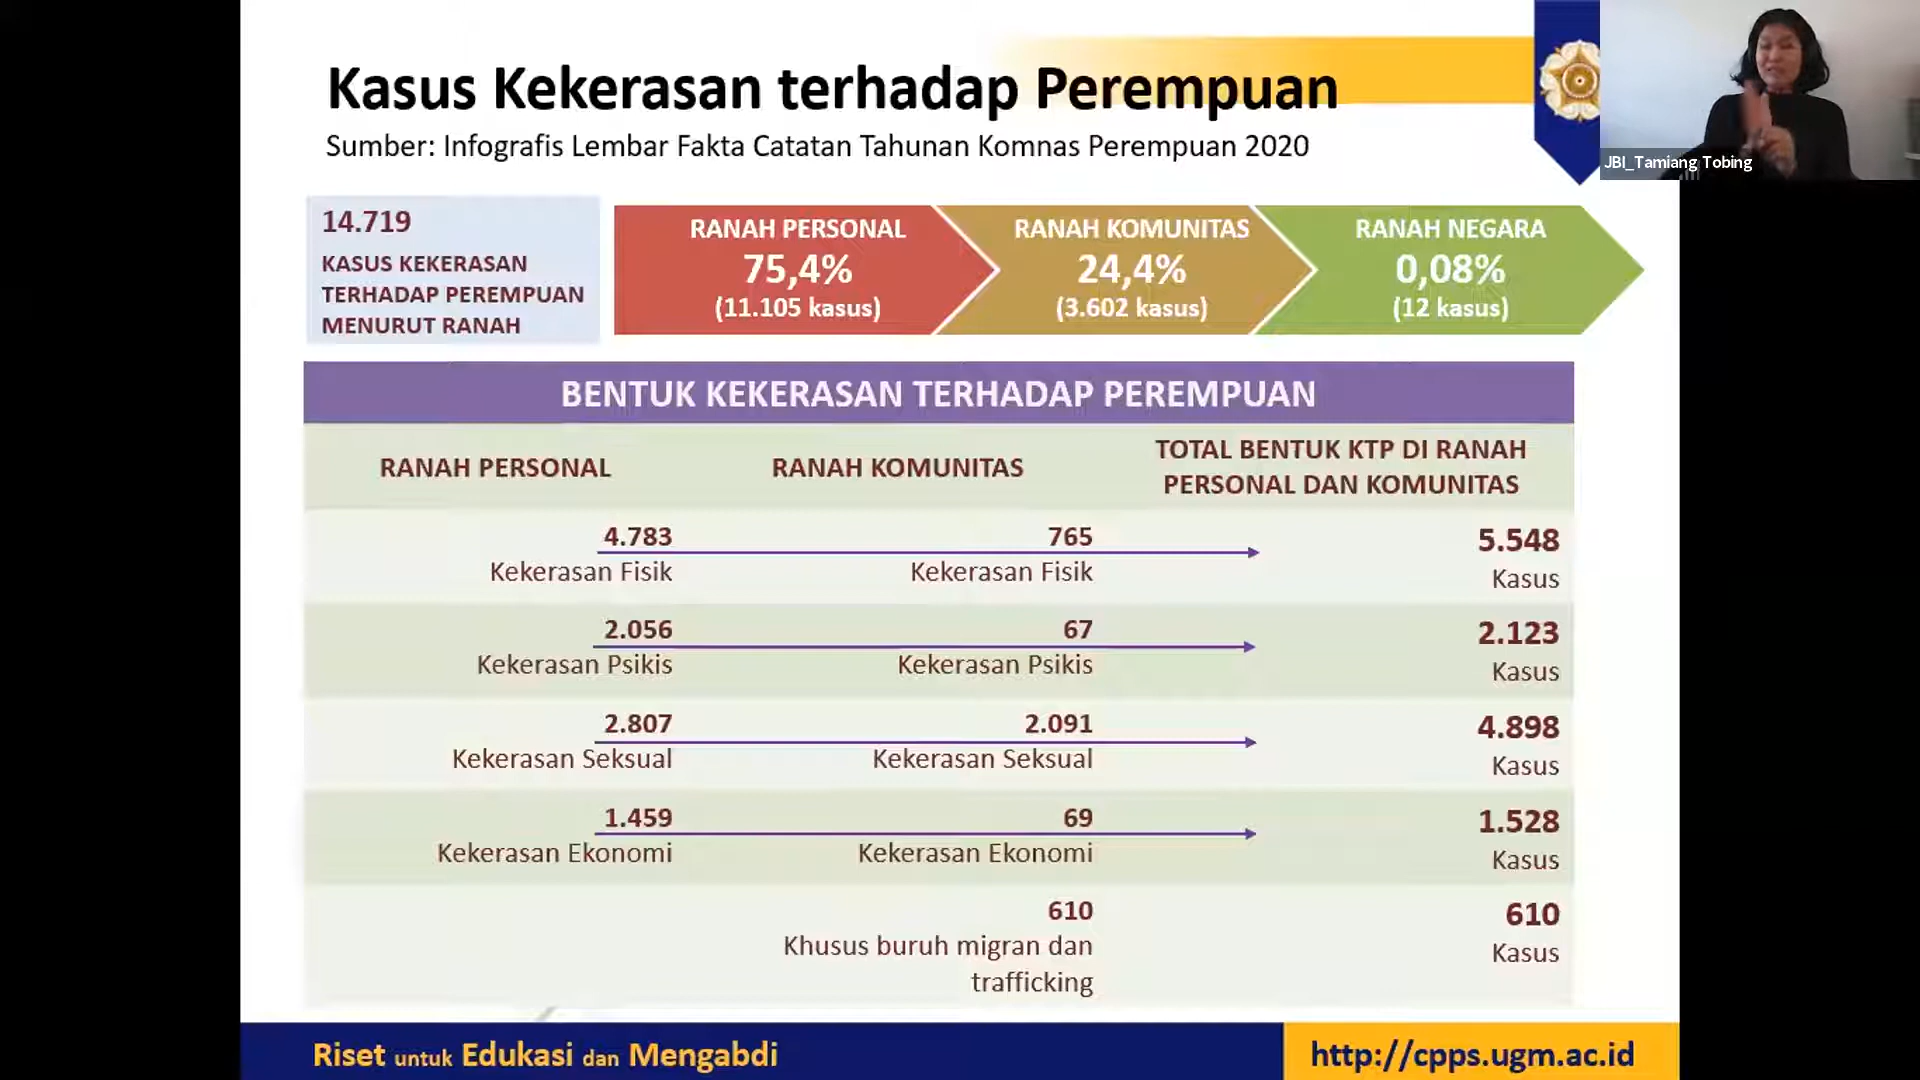 Kasus Kekerasan terhadap Perempuan
Sumber: Infografis Lembar Fakta Catatan Tahunan Komnas Perempuan 2020
JBI_Tamiang Tobing
14.719
KASUS KEKERASAN
TERHADAP PEREMPUAN
MENURUT RANAH
RANAH PERSONAL
75,4%
(11.105 kasus)
RANAH KOMUNITAS
24,4%
(3.602 kasus)
RANAH NEGARA
0,08%
(12 kasus)
BENTUK KEKERASAN TERHADAP PEREMPUAN
RANAH PERSONAL
RANAH KOMUNITAS
TOTAL BENTUK KTP DI RANAH
PERSONAL DAN KOMUNITAS
4.783
Kekerasan Fisik
765
Kekerasan Fisik
5.548
Kasus
2.056
Kekerasan Psikis
67
Kekerasan Psikis
2.123
Kasus
2.807
Kekerasan Seksual
2.091
Kekerasan Seksual
4.898
Kasus
1.459
Kekerasan Ekonomi
69
Kekerasan Ekonomi
1.528
Kasus
610
Khusus buruh migran dan
trafficking
610
Kasus
Riset untuk Edukasi dan Mengabdi
http://cpps.ugm.ac.id